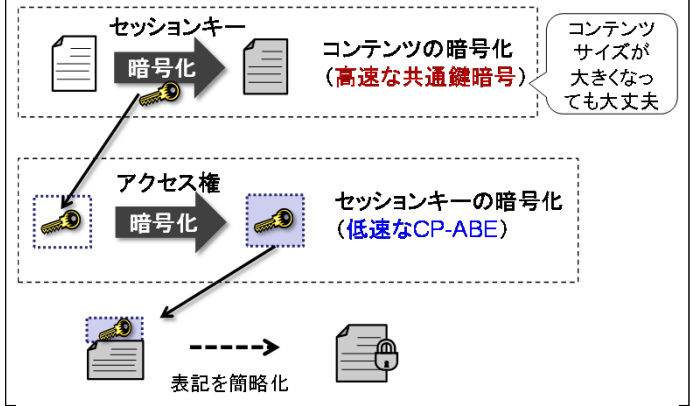 セッションキー
暗号化
コンテンツの暗号化
（高速な共通鍵暗号）
コンテンツ
サイズが
大きくなっ
ても大丈夫
アクセス権
暗号化
セッションキーの暗号化
（低速なCP-ABE）
表記を簡略化